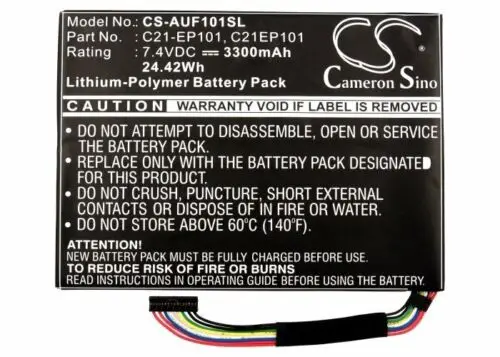 Model No.: CS-AUF101SL
Part No.: C21-EP101, C21EP101
Rating : 7.4VDC ⎓ 3300mAh
24.42Wh
Lithium-Polymer Battery Pack
CS
Cameron Sino
CAUTION WARRANTY VOID IF LABEL IS REMOVED
• DO NOT ATTEMPT TO DISASSEMBLE, OPEN OR SERVICE
THE BATTERY PACK.
• REPLACE ONLY WITH THE BATTERY PACK DESIGNATED
FOR THIS PRODUCT.
• DO NOT CRUSH, PUNCTURE, SHORT EXTERNAL
CONTACTS OR DISPOSE OF IN FIRE OR WATER.
• DO NOT STORE ABOVE 60°C (140°F).
ATTENTION!
NEW BATTERY PACK MUST BE FULLY CHARGED BEFORE USE.
RISK OF FIRE AND BURNS.
READ INSTRUCTIONS IN OPERATING GUIDE BEFORE USING BATTERY.